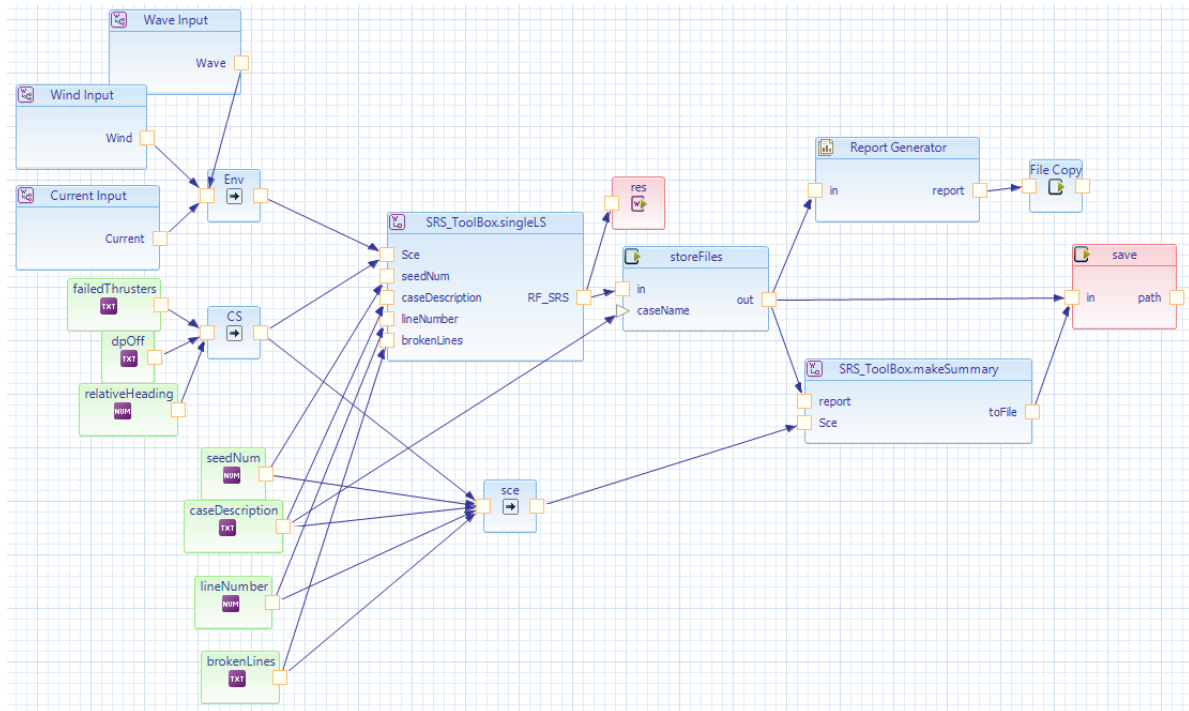 Wave Input
Wave
Wind Input
Wind
Current Input
Current
Env
failedThrusters
TXT
dpOff
TXT
relativeHeading
NUM
CS
SRS_ToolBox.singleLS
Sce
seedNum
caseDescription
RF_SRS
lineNumber
brokenLines
res
storeFiles
in
out
caseName
Report Generator
in
report
File Copy
save
in
path
SRS_ToolBox.makeSummary
report
toFile
Sce
seedNum
NUM
caseDescription
TXT
lineNumber
NUM
brokenLines
TXT
sce